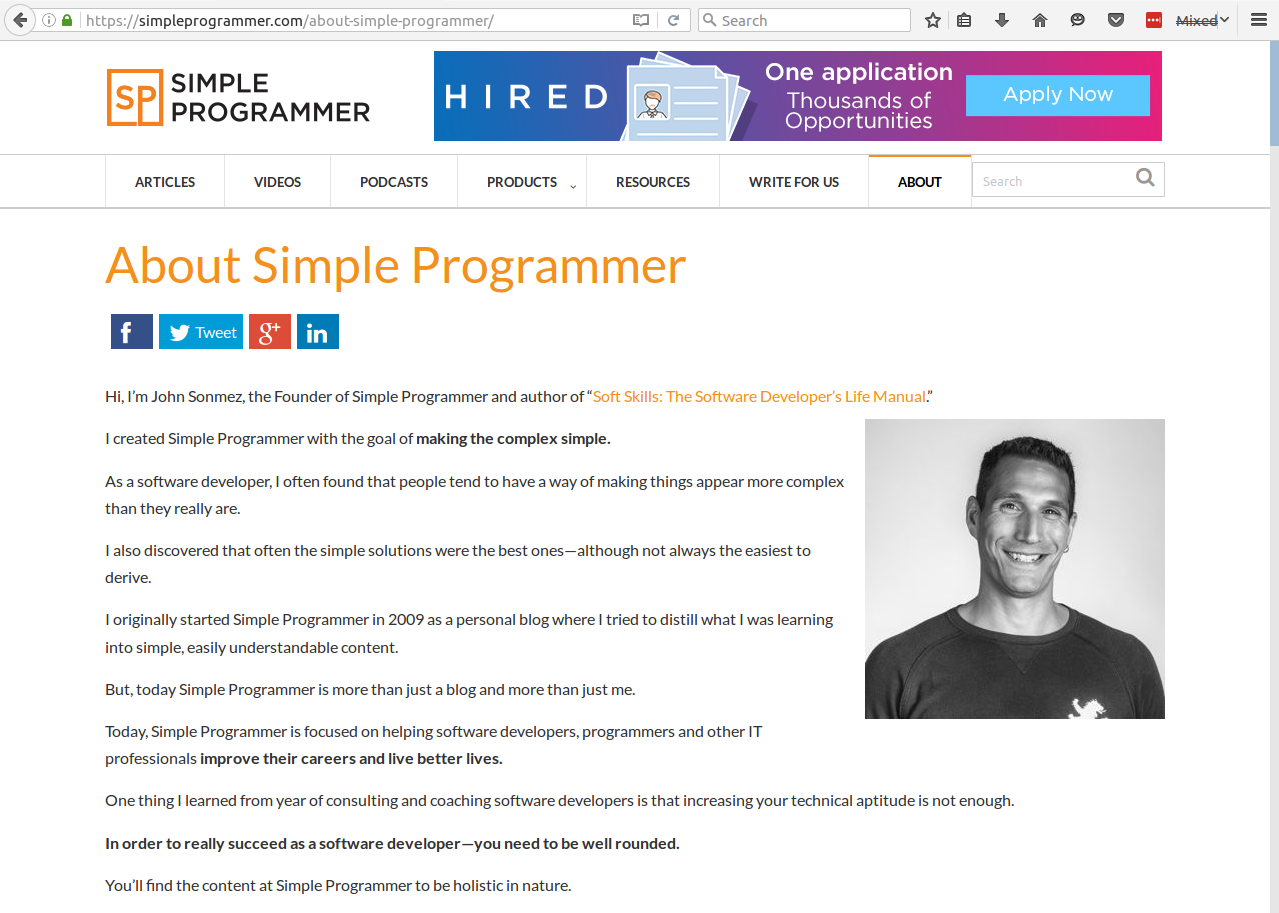 https://simpleprogrammer.com/about-simple-programmer/
Search
Mixed
SP
SIMPLE
PROGRAMMER
HIRED
One application
Thousands of
Opportunities
Apply Now
ARTICLES
VIDEOS
PODCASTS
PRODUCTS
RESOURCES
WRITE FOR US
ABOUT
Search
About Simple Programmer
f
Tweet
g+
in
Hi, I’m John Sonmez, the Founder of Simple Programmer and author of “Soft Skills: The Software Developer’s Life Manual.”
I created Simple Programmer with the goal of making the complex simple.
As a software developer, I often found that people tend to have a way of making things appear more complex
than they really are.
I also discovered that often the simple solutions were the best ones—although not always the easiest to
derive.
I originally started Simple Programmer in 2009 as a personal blog where I tried to distill what I was learning
into simple, easily understandable content.
But, today Simple Programmer is more than just a blog and more than just me.
Today, Simple Programmer is focused on helping software developers, programmers and other IT
professionals improve their careers and live better lives.
One thing I learned from year of consulting and coaching software developers is that increasing your technical aptitude is not enough.
In order to really succeed as a software developer—you need to be well rounded.
You’ll find the content at Simple Programmer to be holistic in nature.